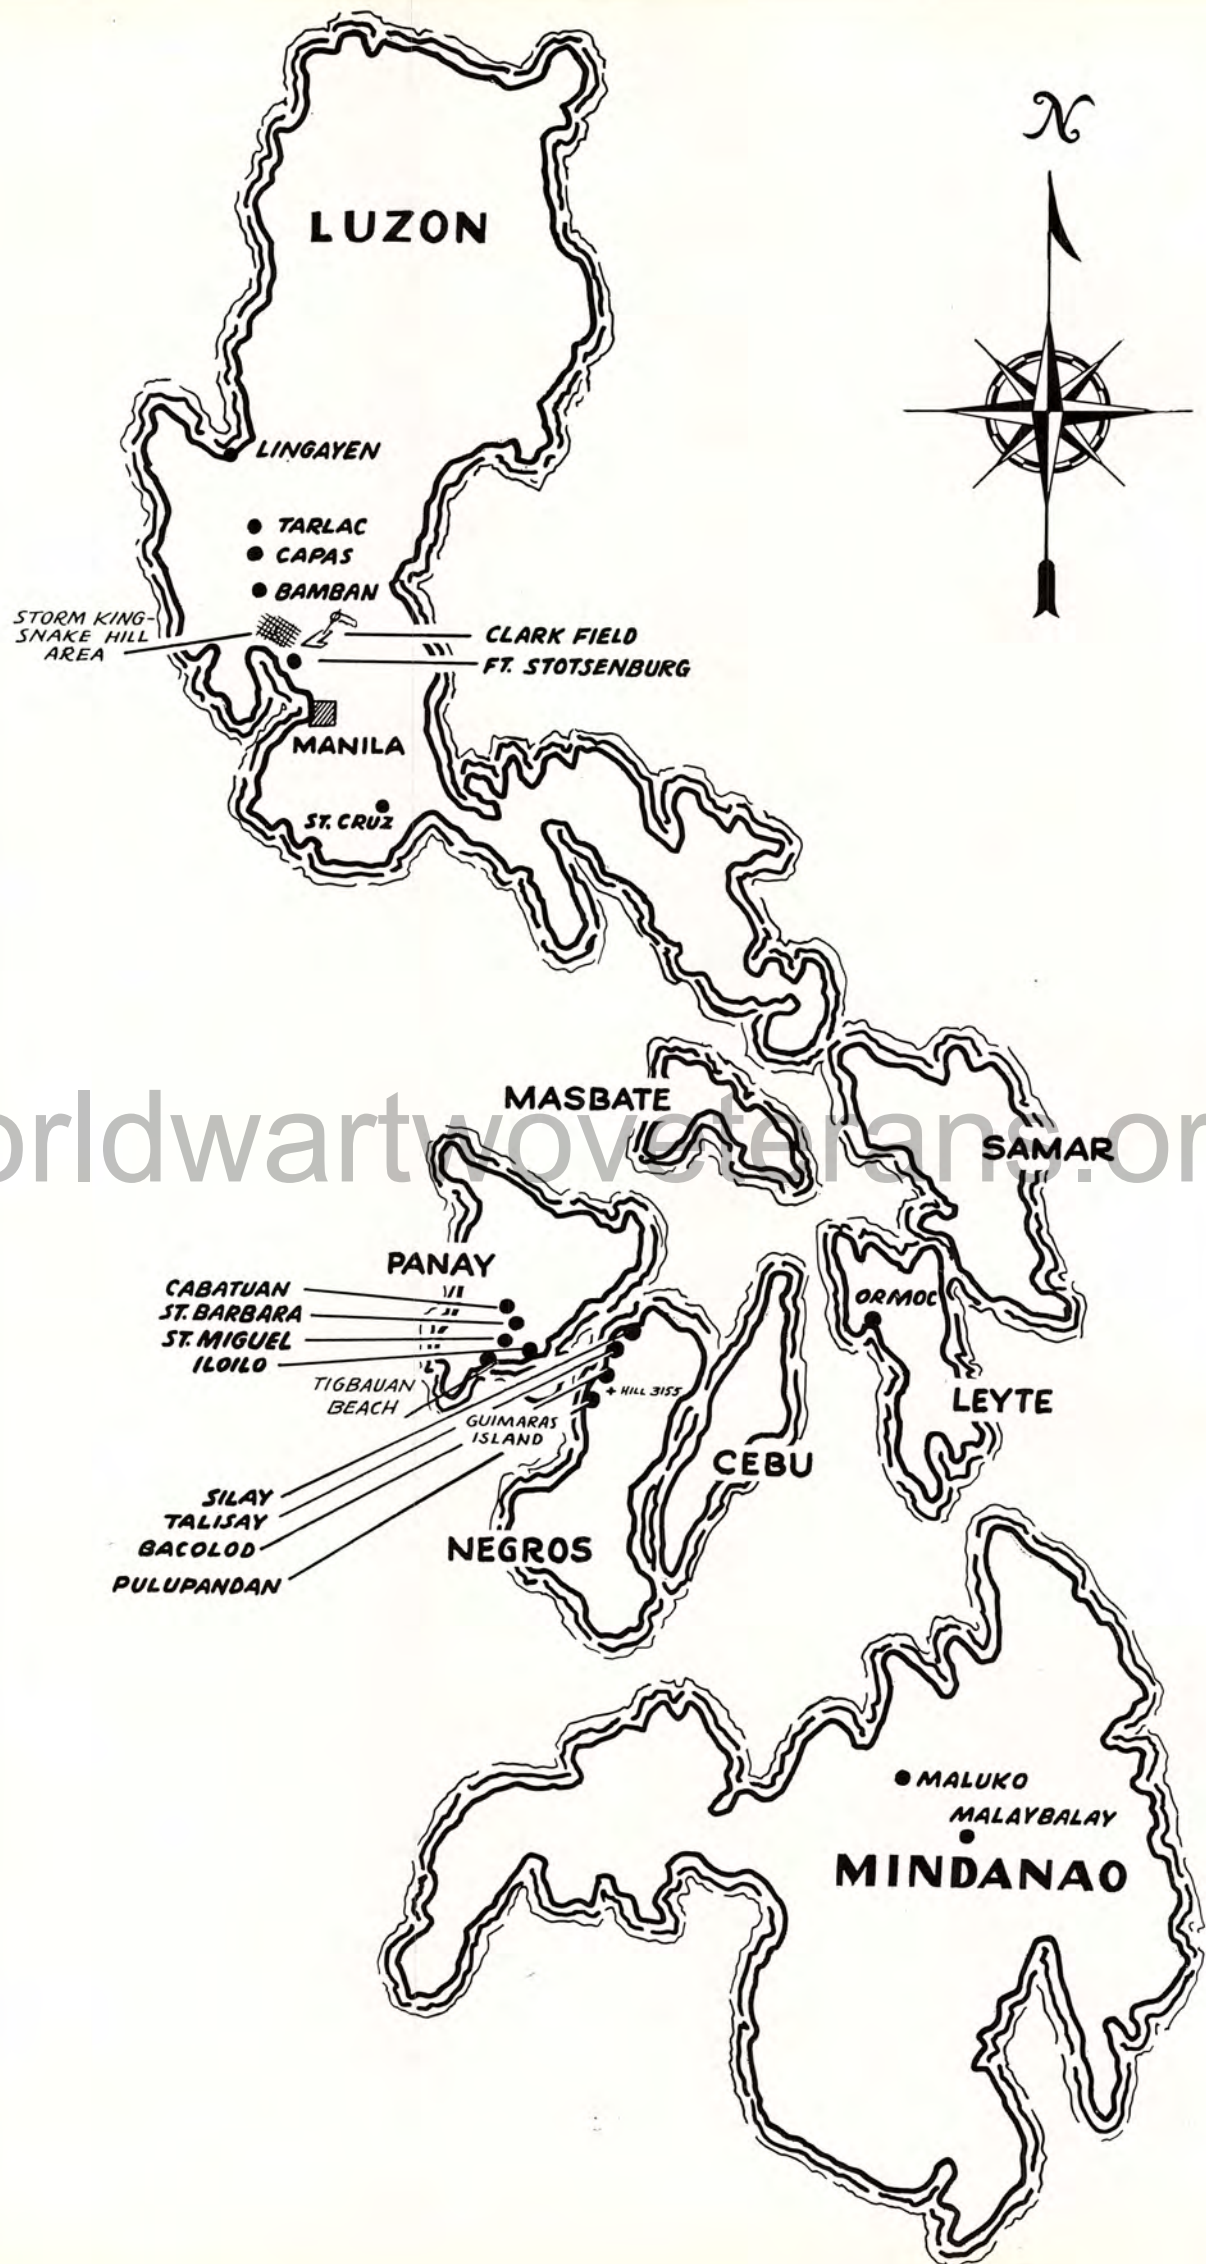 N
LUZON
LINGAYEN
TARLAC
CAPAS
BAMBAN
STORM KING-
SNAKE HILL
AREA
CLARK FIELD
FT. STOTSENBURG
MANILA
ST. CRUZ
MASBATE
orldwartwoveterans.or
SAMAR
PANAY
CABATUAN
ST. BARBARA
ST. MIGUEL
ILOILO
TIGBAUAN
BEACH
ORMOC
+ HILL 3155
GUIMARAS
ISLAND
LEYTE
CEBU
SILAY
TALISAY
BACOLOD
PULUPANDAN
NEGROS
MALUKO
MALAYBALAY
MINDANAO